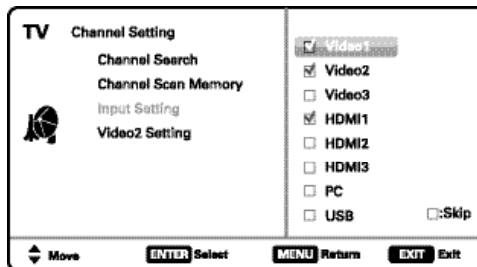 TV Channel Setting
Channel Search
Channel Scan Memory
Input Setting
Video2 Setting
Video1
Video2
Video3
HDMI1
HDMI2
HDMI3
PC
USB :Skip
Move ENTER Select MENU Return EXIT Exit